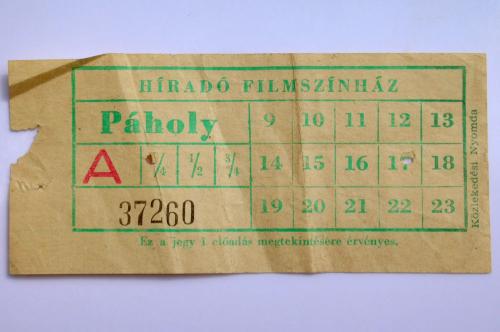 HÍRADÓ FILMSZÍNHÁZ
Páholy 9 10 11 12 13
A 1/4 1/2 3/4 14 15 16 17 18
37260 19 20 21 22 23
Ez a jegy 1 előadás megtekintésére érvényes.
Közlekedési Nyomda